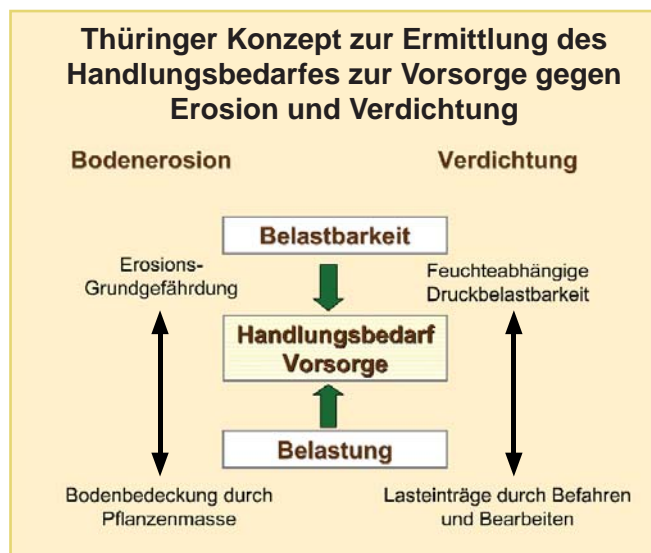 Thüringer Konzept zur Ermittlung des
Handlungsbedarfes zur Vorsorge gegen
Erosion und Verdichtung
Bodenerosion
Verdichtung
Belastbarkeit
Erosions-
Grundgefährdung
Feuchteabhängige
Druckbelastbarkeit
Handlungsbedarf
Vorsorge
Belastung
Bodenbedeckung durch
Pflanzenmasse
Lasteinträge durch Befahren
und Bearbeiten